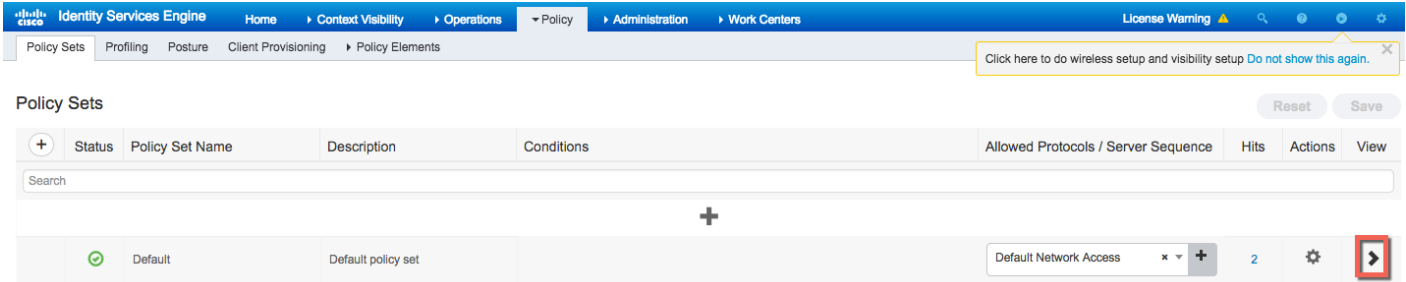 cisco Identity Services Engine Home Context Visibility Operations Policy Administration Work Centers License Warning
Policy Sets Profiling Posture Client Provisioning Policy Elements
Click here to do wireless setup and visibility setup Do not show this again.
Policy Sets
Reset Save
+ Status Policy Set Name Description Conditions Allowed Protocols / Server Sequence Hits Actions View
Search
+
Default Default policy set Default Network Access × + 2